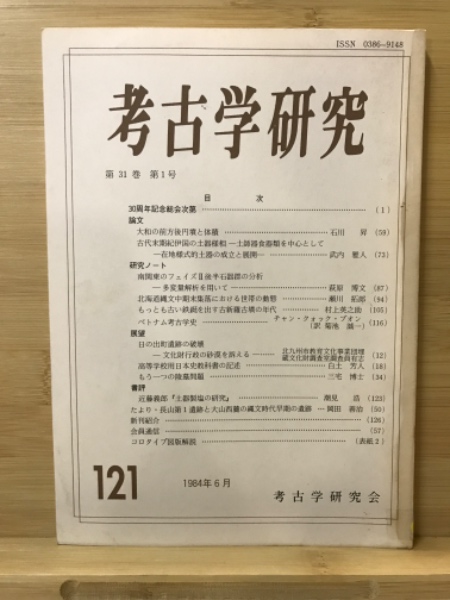 ISSN 0386-9148
考古学研究
第31巻 第1号
目 次
30周年記念総会次第 ……………………………… (1)
論文
大和の前方後円墳と体積 ……………… 石川 昇 (59)
古代末期紀伊国の土器様相―土師器食器類を中心として
―在地様式的土器の成立と展開― …… 武内 雅人 (73)
研究ノート
南関東のフェイズⅡ後半石器群の分析
―多変量解析を用いて― ……… 萩原 博文 (87)
北海道縄文中期末集落における世帯の動態 …… 瀬川 拓郎 (94)
もっとも古い鉄鋌を出す古新羅古墳の年代 …… 村上英之助 (105)
ベトナム考古学史 …… チャン・クォック・ブオン
(訳 菊池 誠一) (116)
展望
日の出町遺跡の破壊
―文化財行政の砂漠を訴える ……… 北九州市教育文化事業団埋
蔵文化財調査室調査員有志 (12)
高等学校用日本史教科書の記述 ……… 白土 芳人 (18)
もう一つの陵墓問題 ……… 三宅 博士 (34)
書評
近藤義郎『土器製塩の研究』 ……… 潮見 浩 (123)
たより・長山第1遺跡と大山西麓の縄文時代早期の遺跡 … 岡田 善治 (50)
新刊紹介 ……… (126)
会員通信 ……… (57)
コロタイプ図版解説 ……… (表紙2)
121
1984年6月
考古学研究会